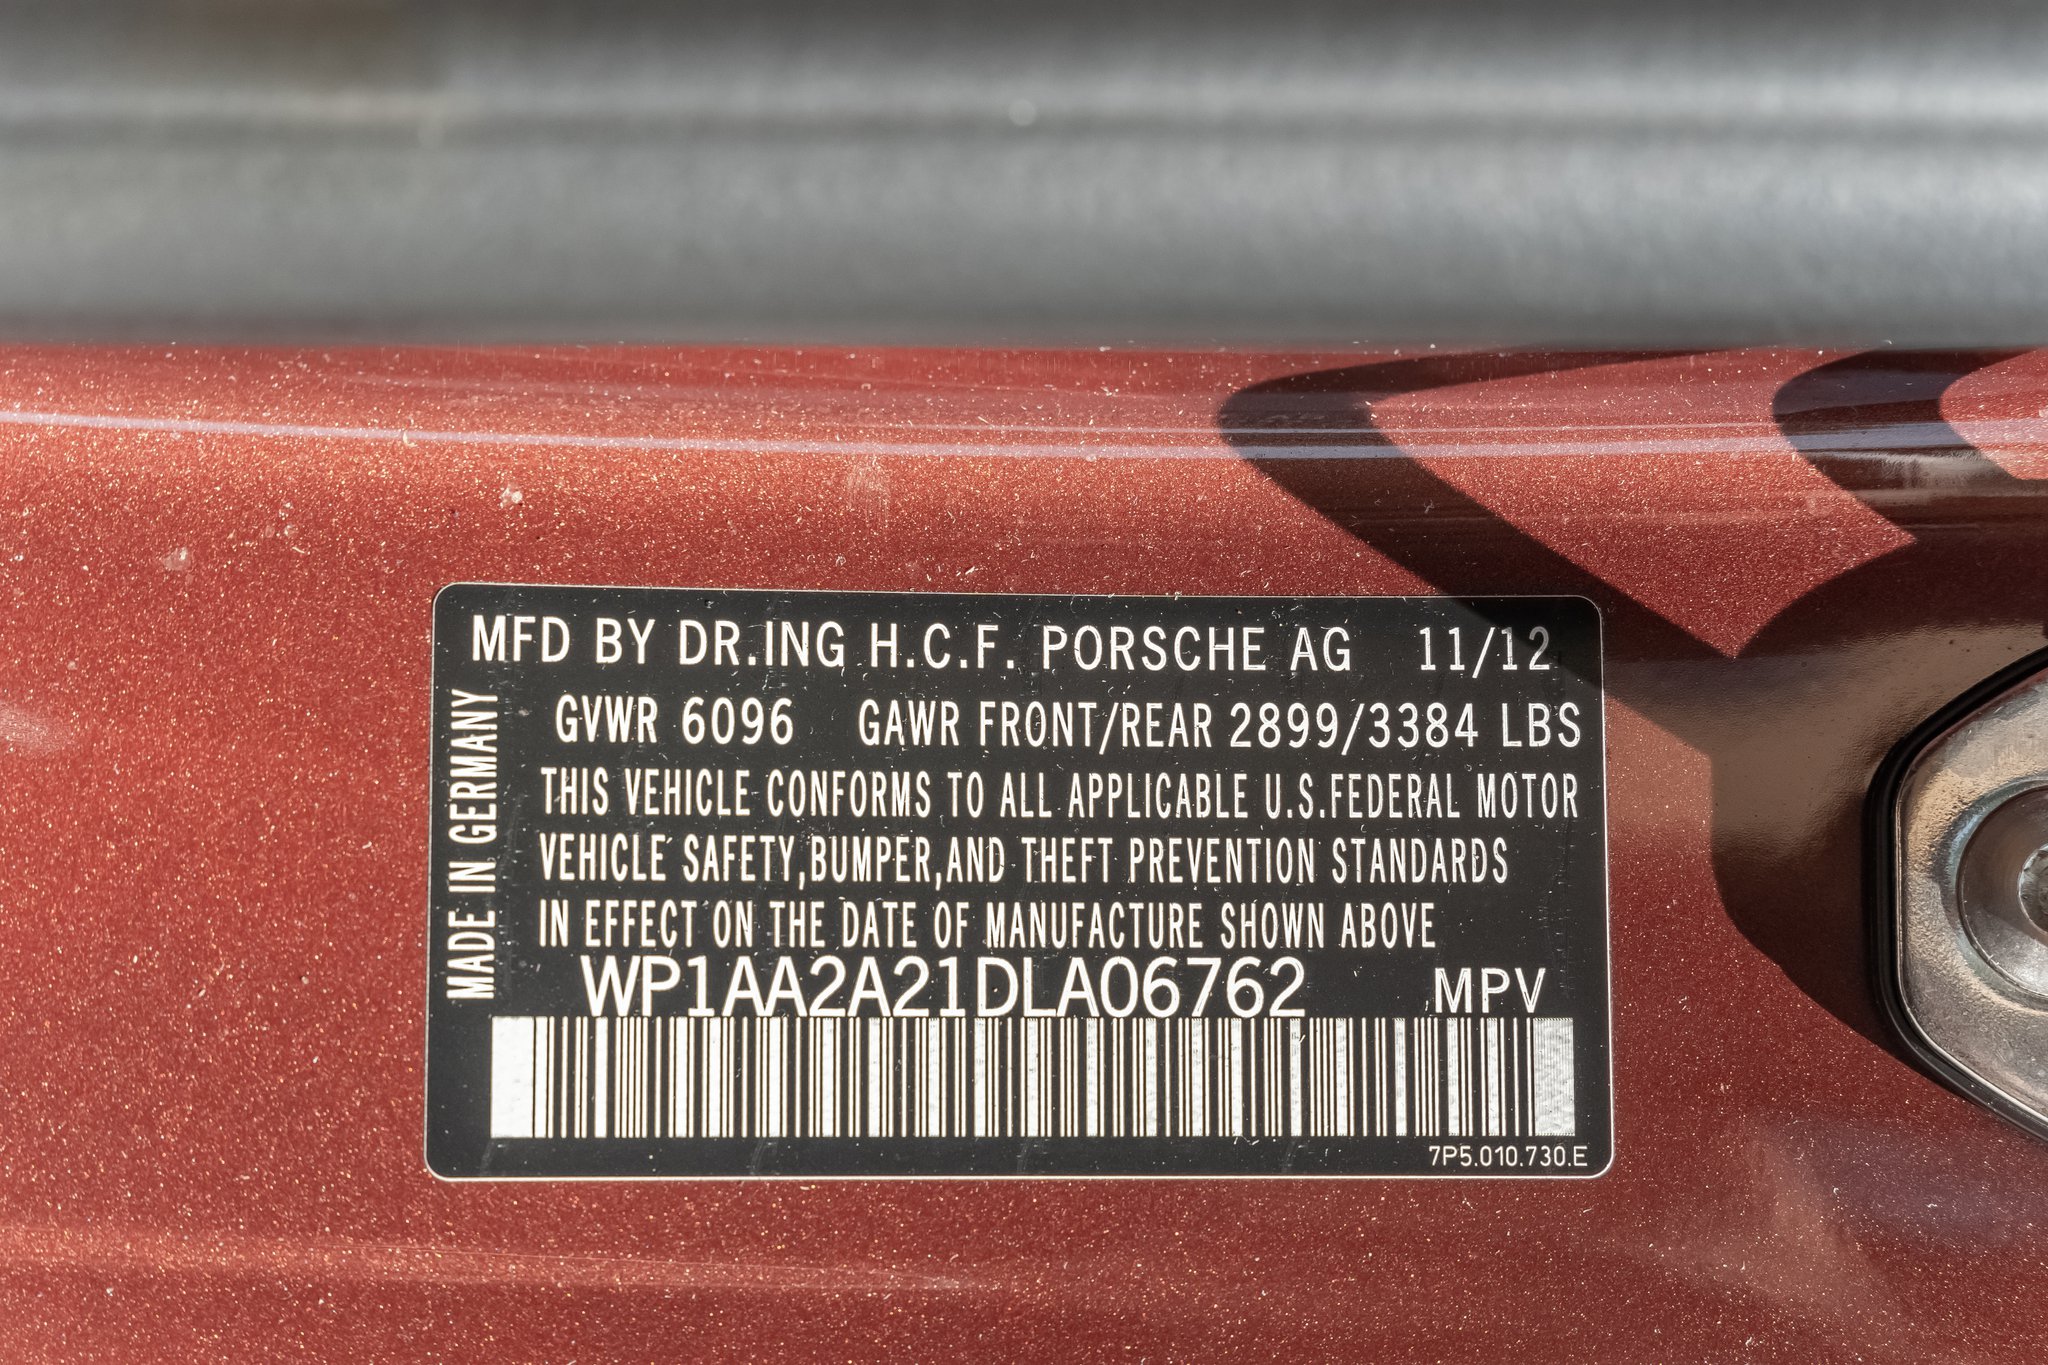 MFD BY DR.ING H.C.F. PORSCHE AG 11/12
GVWR 6096 GAWR FRONT/REAR 2899/3384 LBS
THIS VEHICLE CONFORMS TO ALL APPLICABLE U.S.FEDERAL MOTOR
VEHICLE SAFETY,BUMPER,AND THEFT PREVENTION STANDARDS
IN EFFECT ON THE DATE OF MANUFACTURE SHOWN ABOVE
WP1AA2A21DLA06762 MPV
MADE IN GERMANY
7P5.010.730.E